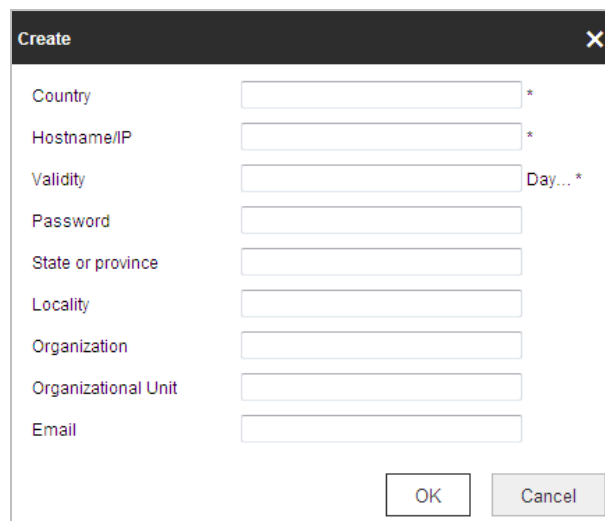 Create
Country *
Hostname/IP *
Validity Day... *
Password
State or province
Locality
Organization
Organizational Unit
Email
OK Cancel